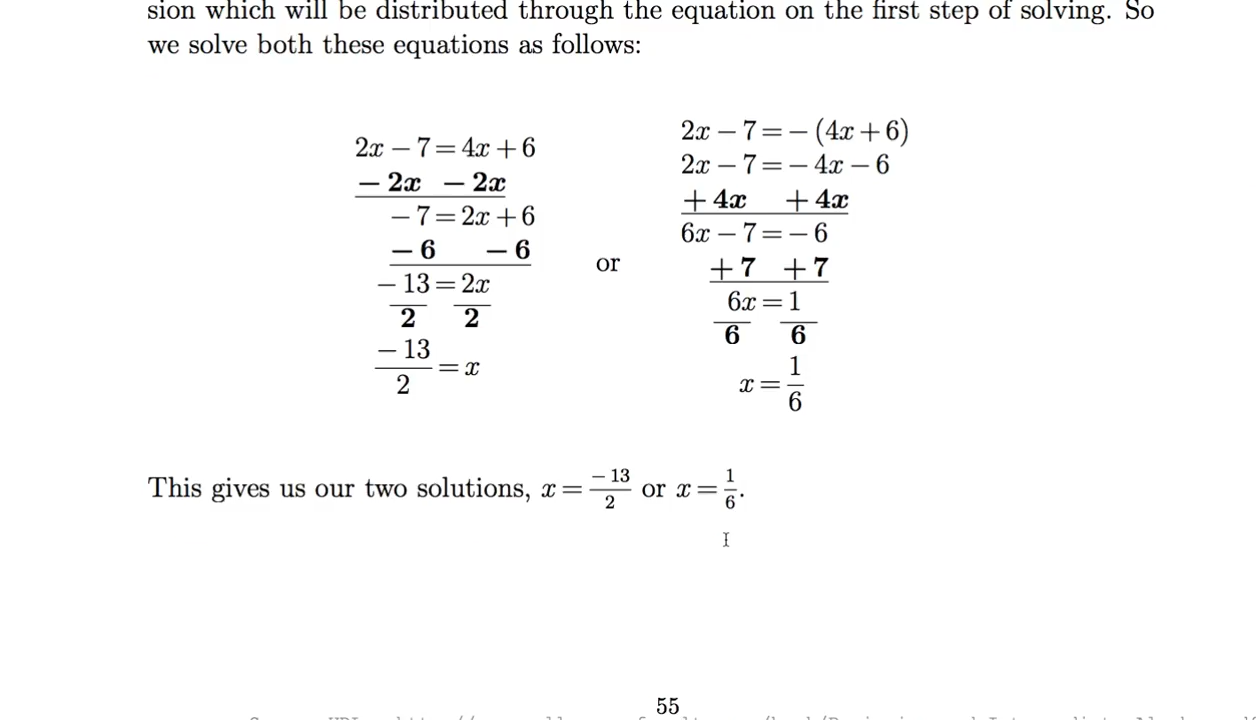 sion which will be distributed through the equation on the first step of solving. So
we solve both these equations as follows:
2x − 7 = 4x + 6
− 2x − 2x
− 7 = 2x + 6
− 6 − 6
− 13 = 2x
2 2
− 13
2
= x
or
2x − 7 = − (4x + 6)
2x − 7 = − 4x − 6
+ 4x + 4x
6x − 7 = − 6
+ 7 + 7
6x = 1
6 6
x = 1
6
This gives us our two solutions, x = −13/2 or x = 1/6.
55